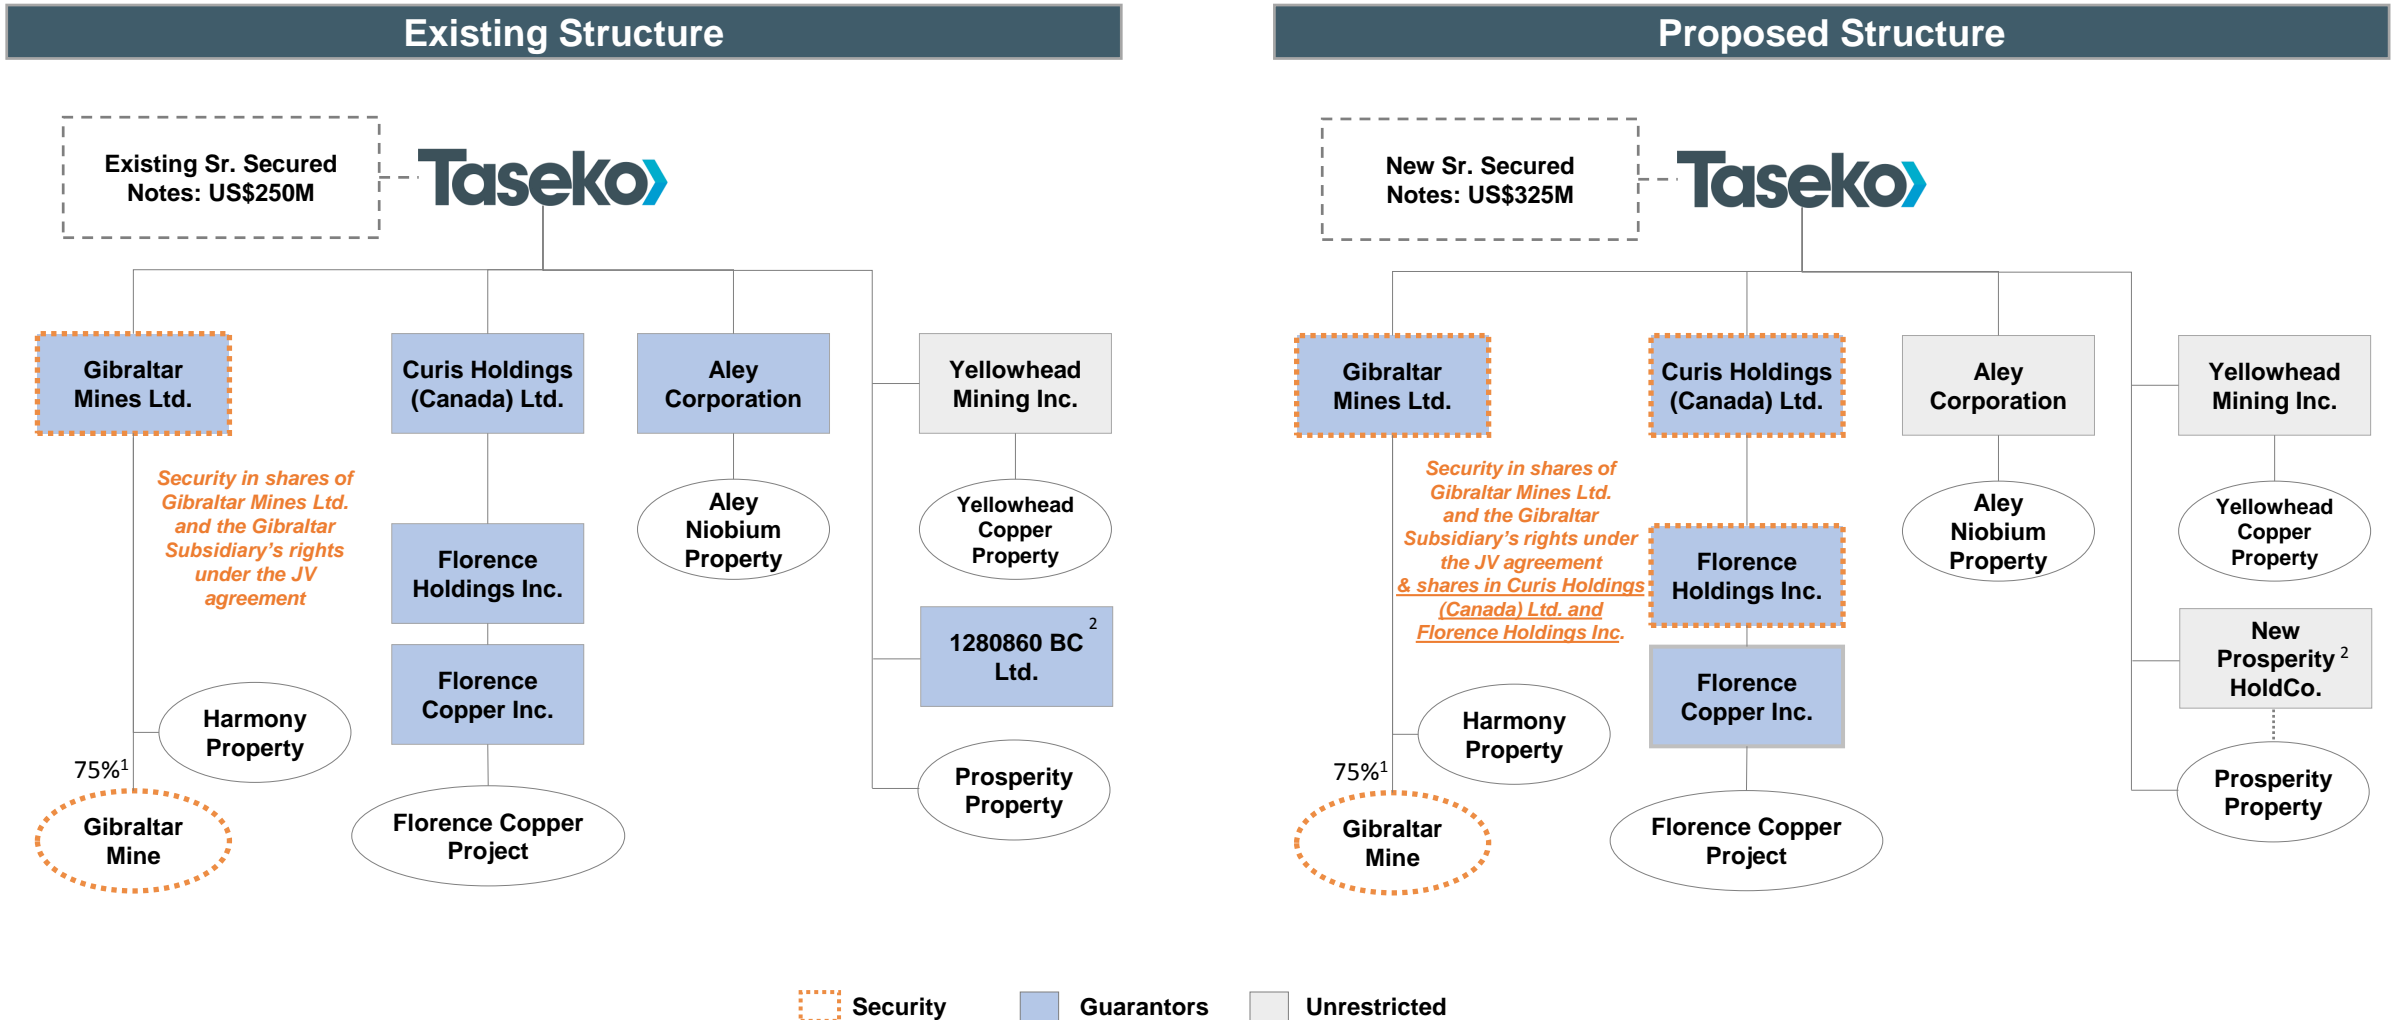 Existing Structure
Existing Sr. Secured
Notes: US$250M
Taseko
Gibraltar
Mines Ltd.
Curis Holdings
(Canada) Ltd.
Aley
Corporation
Yellowhead
Mining Inc.
Security in shares of
Gibraltar Mines Ltd.
and the Gibraltar
Subsidiary's rights
under the JV
agreement
Aley
Niobium
Property
Yellowhead
Copper
Property
Florence
Holdings Inc.
1280860 BC 2
Ltd.
Florence
Copper Inc.
Harmony
Property
75%1
Prosperity
Property
Gibraltar
Mine
Florence Copper
Project
Proposed Structure
New Sr. Secured
Notes: US$325M
Taseko
Gibraltar
Mines Ltd.
Curis Holdings
(Canada) Ltd.
Aley
Corporation
Yellowhead
Mining Inc.
Security in shares of
Gibraltar Mines Ltd.
and the Gibraltar
Subsidiary's rights under
the JV agreement
& shares in Curis Holdings
(Canada) Ltd. and
Florence Holdings Inc.
Aley
Niobium
Property
Yellowhead
Copper
Property
Florence
Holdings Inc.
New
Prosperity 2
HoldCo.
Florence
Copper Inc.
Harmony
Property
75%1
Prosperity
Property
Gibraltar
Mine
Florence Copper
Project
Security
Guarantors
Unrestricted